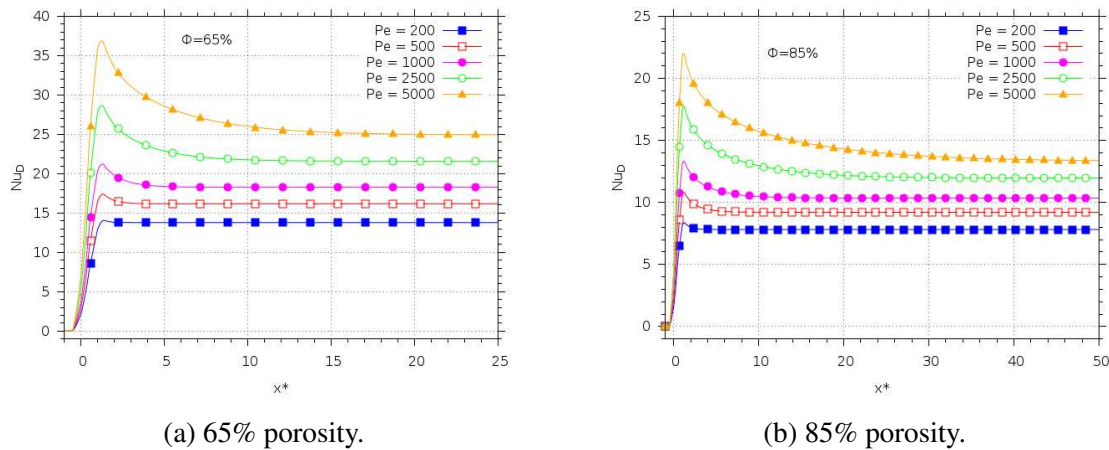 Φ=65%
Pe = 200
Pe = 500
Pe = 1000
Pe = 2500
Pe = 5000
40
35
30
25
20
15
10
5
0
Nu_D
0 5 10 15 20 25
x*
(a) 65% porosity.
Φ=85%
Pe = 200
Pe = 500
Pe = 1000
Pe = 2500
Pe = 5000
25
20
15
10
5
0
Nu_D
0 10 20 30 40 50
x*
(b) 85% porosity.